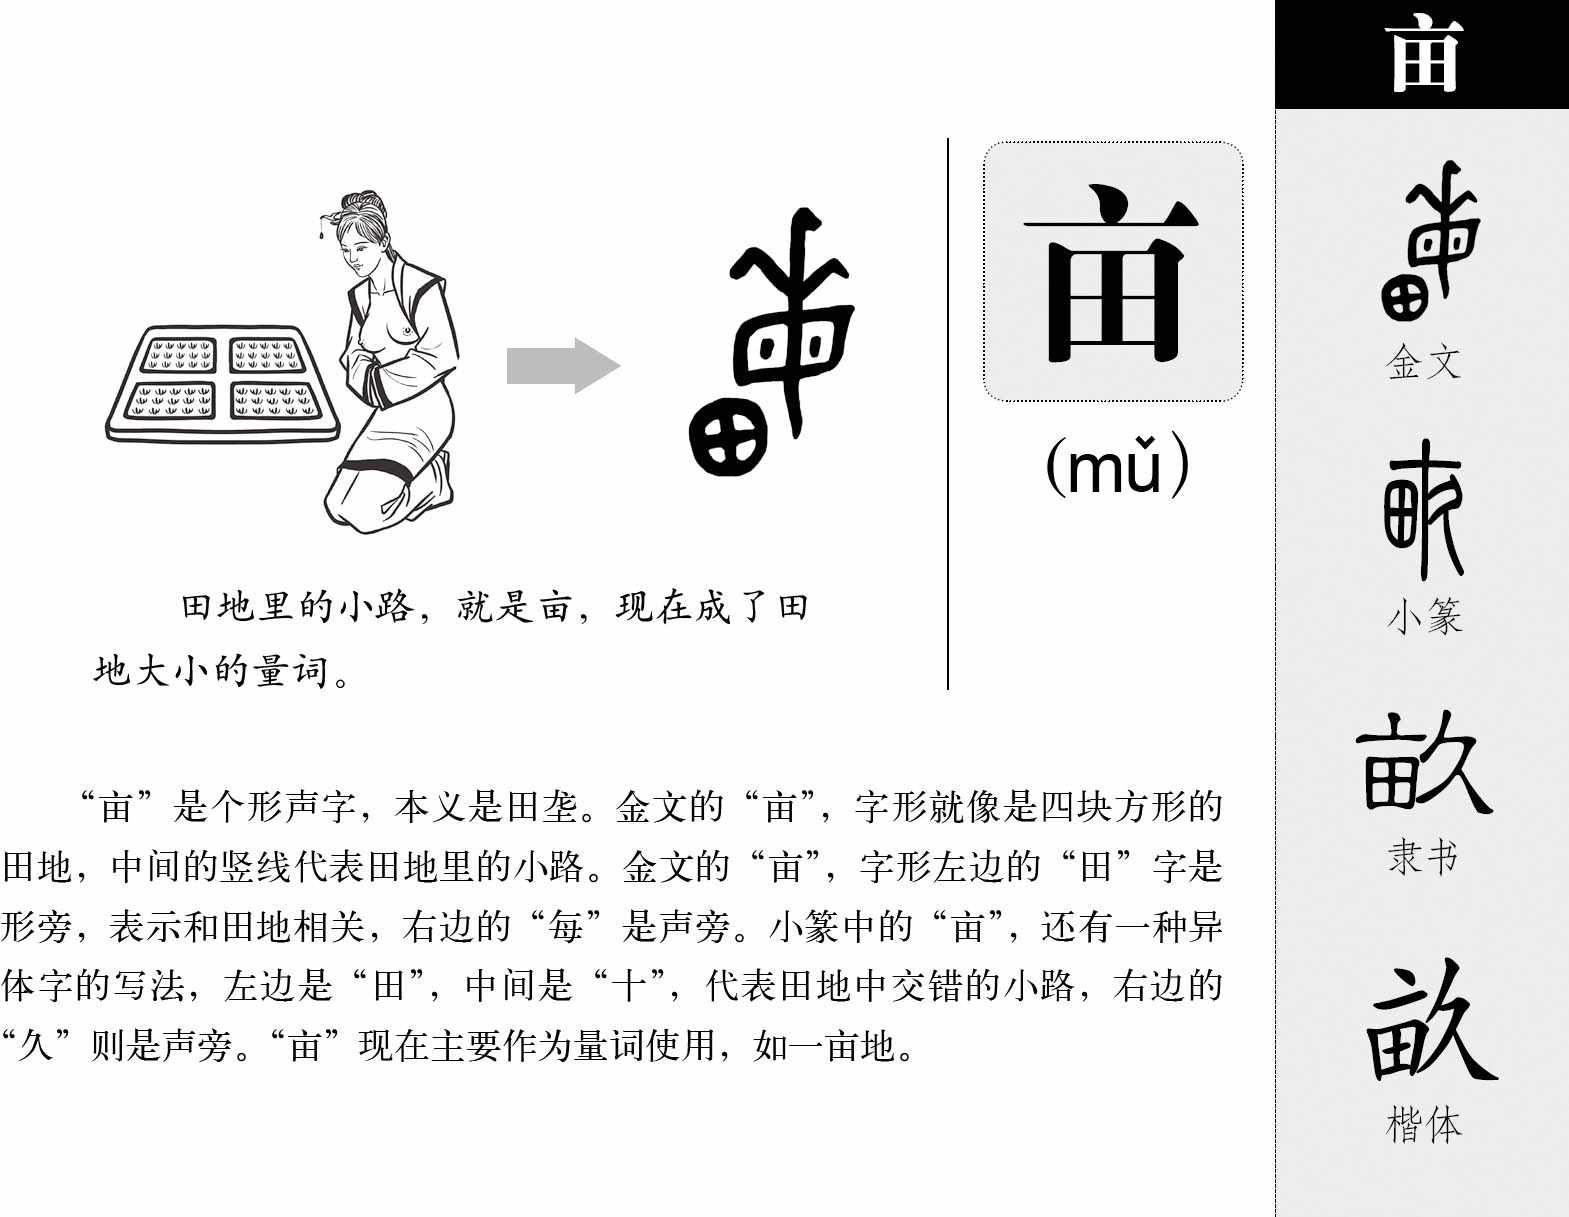 亩
(mǔ)
田地里的小路，就是亩，现在成了田
地大小的量词。
“亩”是个形声字，本义是田垄。金文的“亩”，字形就像是四块方形的
田地，中间的竖线代表田地里的小路。金文的“亩”，字形左边的“田”字是
形旁，表示和田地相关，右边的“每”是声旁。小篆中的“亩”，还有一种异
体字的写法，左边是“田”，中间是“十”，代表田地中交错的小路，右边的
“久”则是声旁。“亩”现在主要作为量词使用，如一亩地。
亩
金文
小篆
畝
隶书
畝
楷体